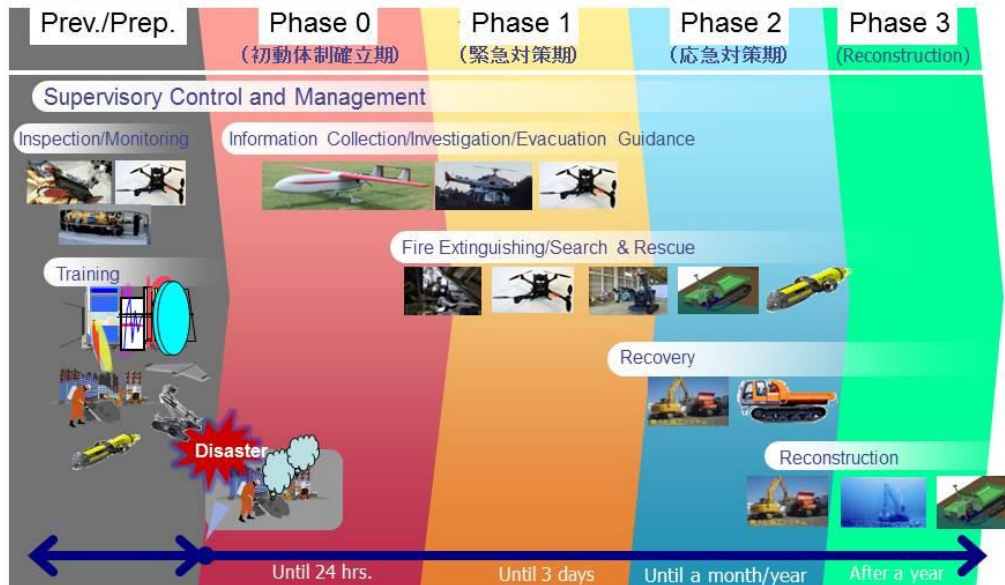 Prev./Prep.
Phase 0
Phase 1
Phase 2
Phase 3
(初動体制確立期)
(緊急対策期)
(応急対策期)
(Reconstruction)
Supervisory Control and Management
Inspection/Monitoring
Information Collection/Investigation/Evacuation Guidance
Fire Extinguishing/Search & Rescue
Training
Recovery
Disaster
Reconstruction
Until 24 hrs.
Until 3 days
Until a month/year
After a year